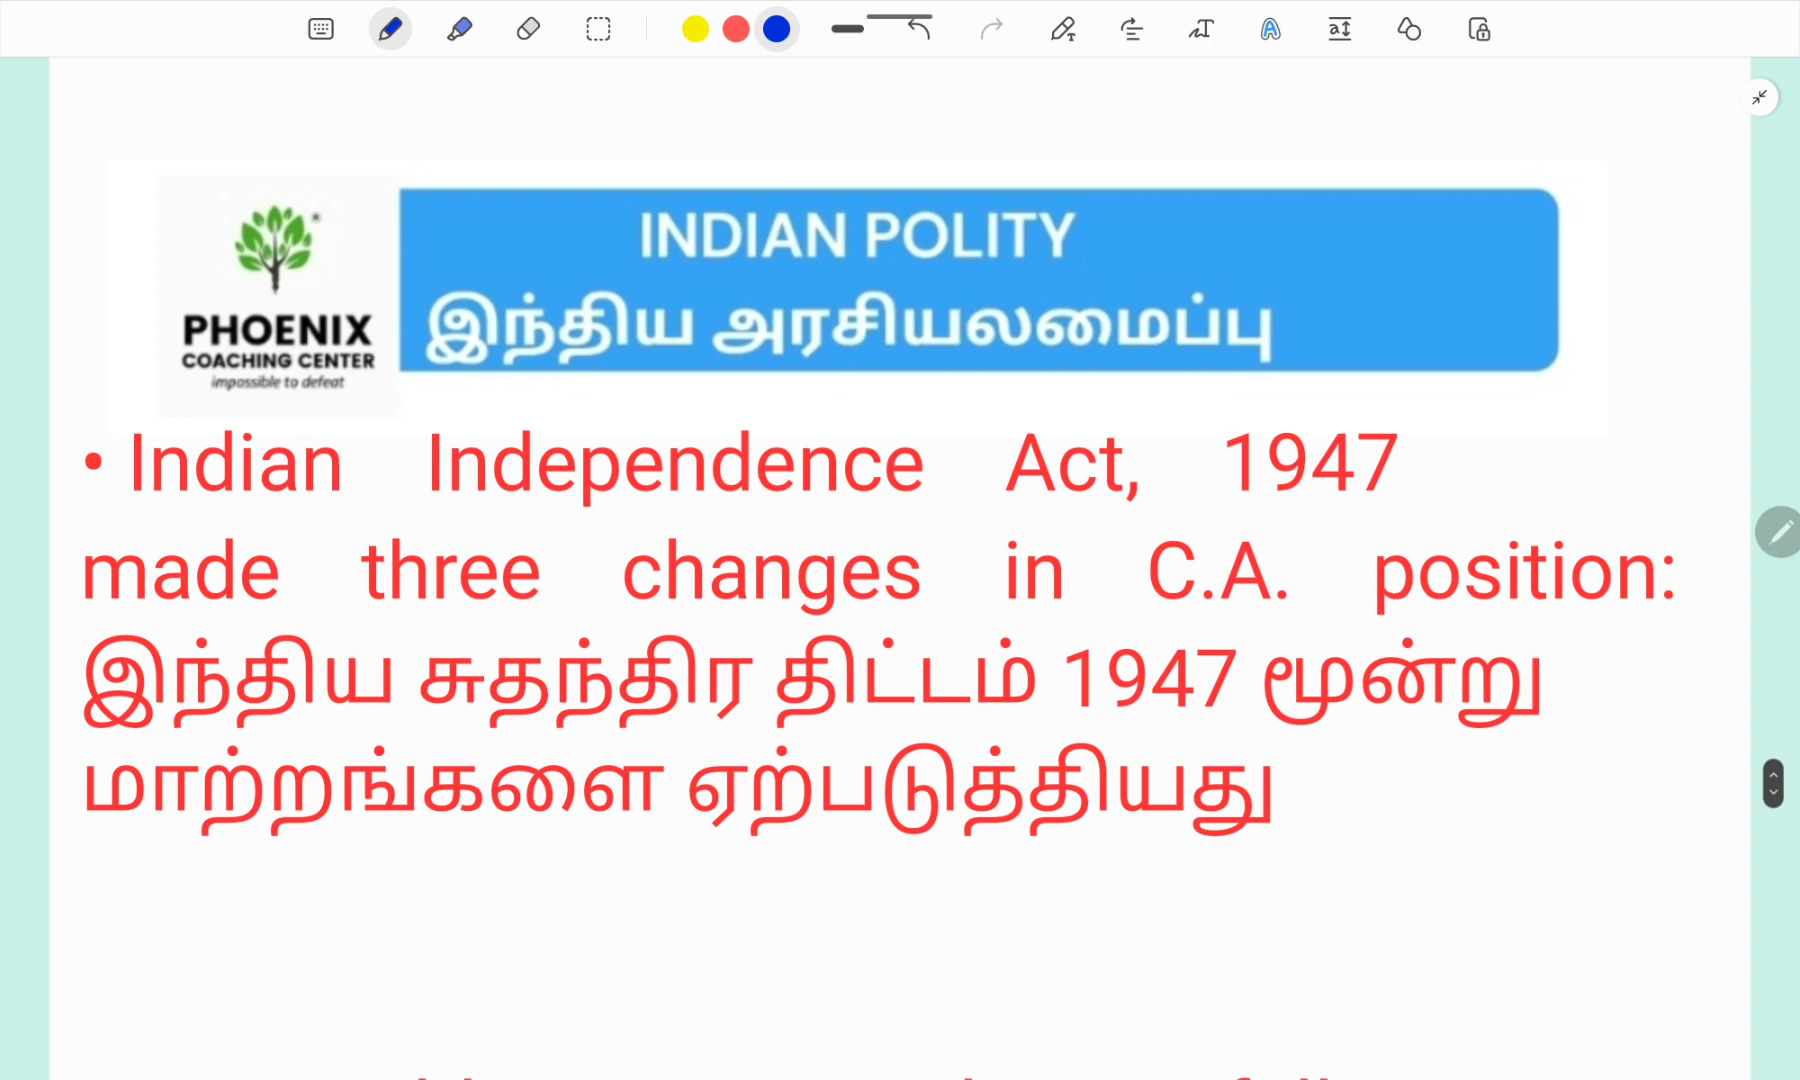 INDIAN POLITY
இந்திய அரசியலமைப்பு
PHOENIX
COACHING CENTER
impossible to defeat
• Indian Independence Act, 1947
made three changes in C.A. position:
இந்திய சுதந்திர திட்டம் 1947 மூன்று
மாற்றங்களை ஏற்படுத்தியது